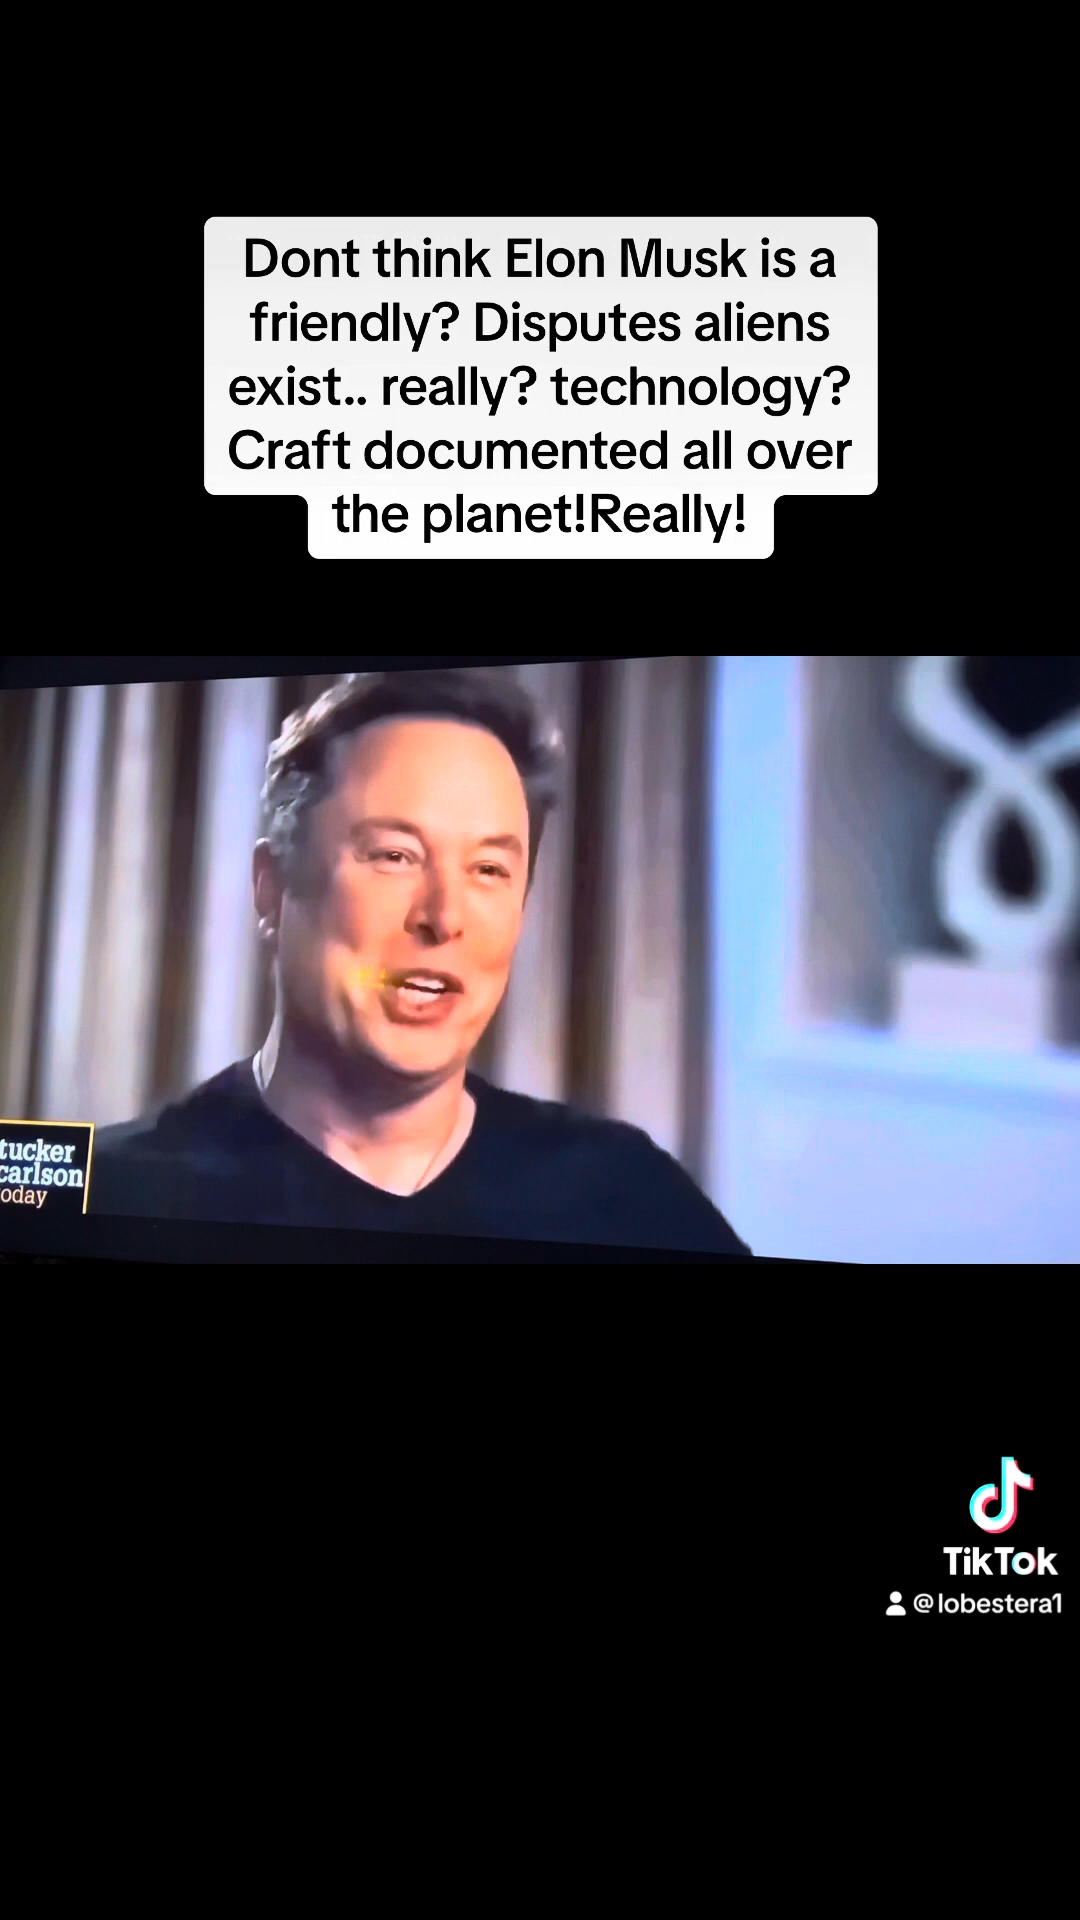 Dont think Elon Musk is a
friendly? Disputes aliens
exist.. really? technology?
Craft documented all over
the planet!Really!
tucker
carlson
oday
TikTok
@lobestera1